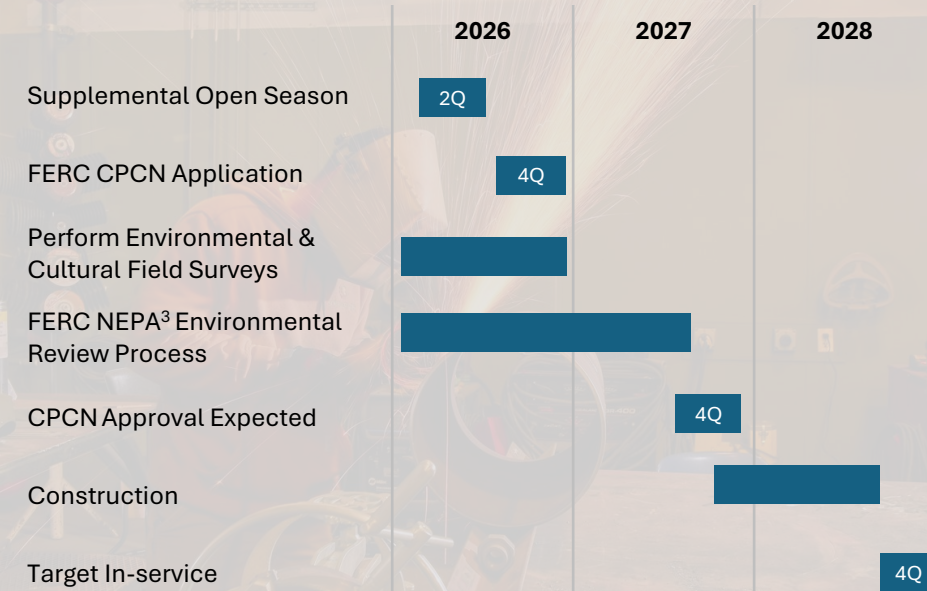 2026 2027 2028
Supplemental Open Season 2Q
FERC CPCN Application 4Q
Perform Environmental &
Cultural Field Surveys
FERC NEPA³ Environmental
Review Process
CPCN Approval Expected 4Q
Construction
Target In-service 4Q